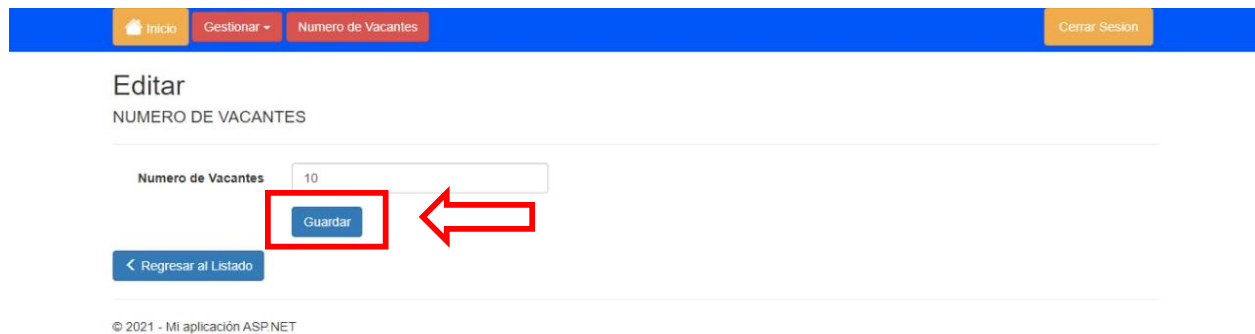 Inicio Gestionar Numero de Vacantes Cerrar Sesion
Editar
NUMERO DE VACANTES
Numero de Vacantes 10
Guardar
Regresar al Listado
© 2021 - Mi aplicación ASP.NET